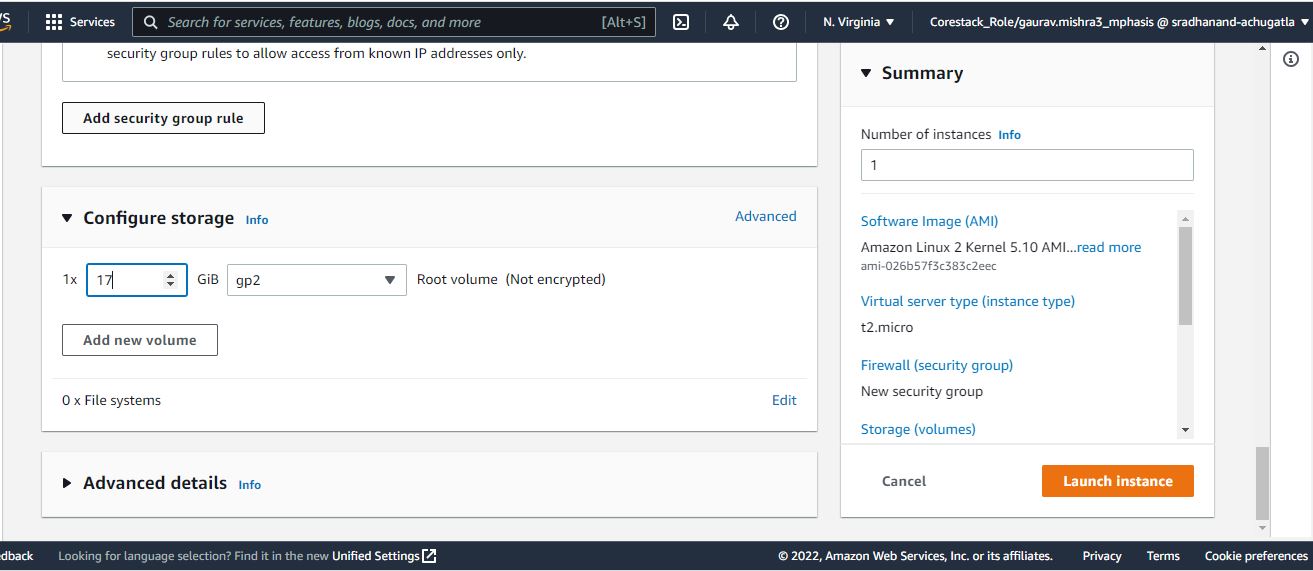 Services
Search for services, features, blogs, docs, and more [Alt+S]
N. Virginia
Corestack_Role/gaurav.mishra3_mphasis @ sradhanand-achugatla
security group rules to allow access from known IP addresses only.
Add security group rule
Configure storage Info
Advanced
1x 17 GiB gp2 Root volume (Not encrypted)
Add new volume
0 x File systems
Edit
Advanced details Info
Summary
Number of instances Info
1
Software Image (AMI)
Amazon Linux 2 Kernel 5.10 AMI...read more
ami-026b57f3c383c2eec
Virtual server type (instance type)
t2.micro
Firewall (security group)
New security group
Storage (volumes)
Cancel
Launch instance
edback
Looking for language selection? Find it in the new Unified Settings
© 2022, Amazon Web Services, Inc. or its affiliates.
Privacy
Terms
Cookie preferences